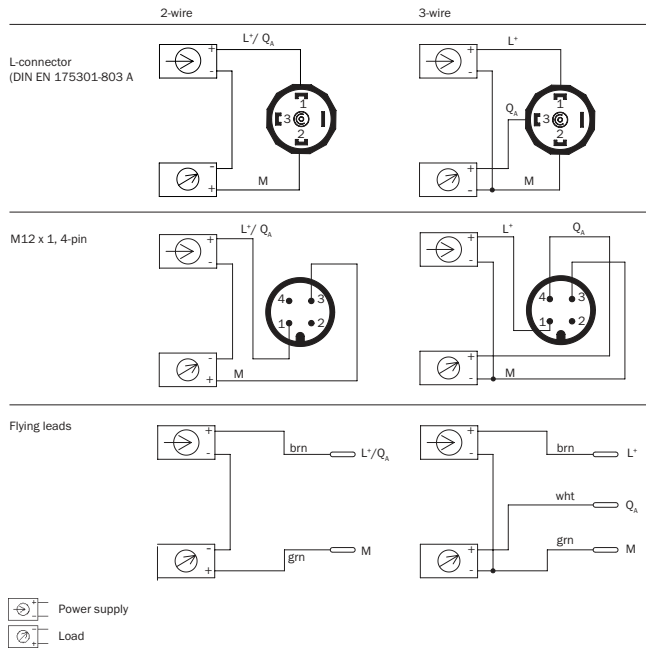 2-wire 3-wire
L-connector
(DIN EN 175301-803 A
+ L⁺/ Q_A + L⁺
- -
1 1
3 Q_A 3
2 2
- +
+ M - M
M12 x 1, 4-pin
+ L⁺/ Q_A + L⁺ Q_A
- -
4 3 4 3
1 2 1 2
- +
+ M - M
Flying leads
+ brn L⁺/Q_A + brn L⁺
- -
wht Q_A
- M + grn M
+ grn -
+ - Power supply
- + Load